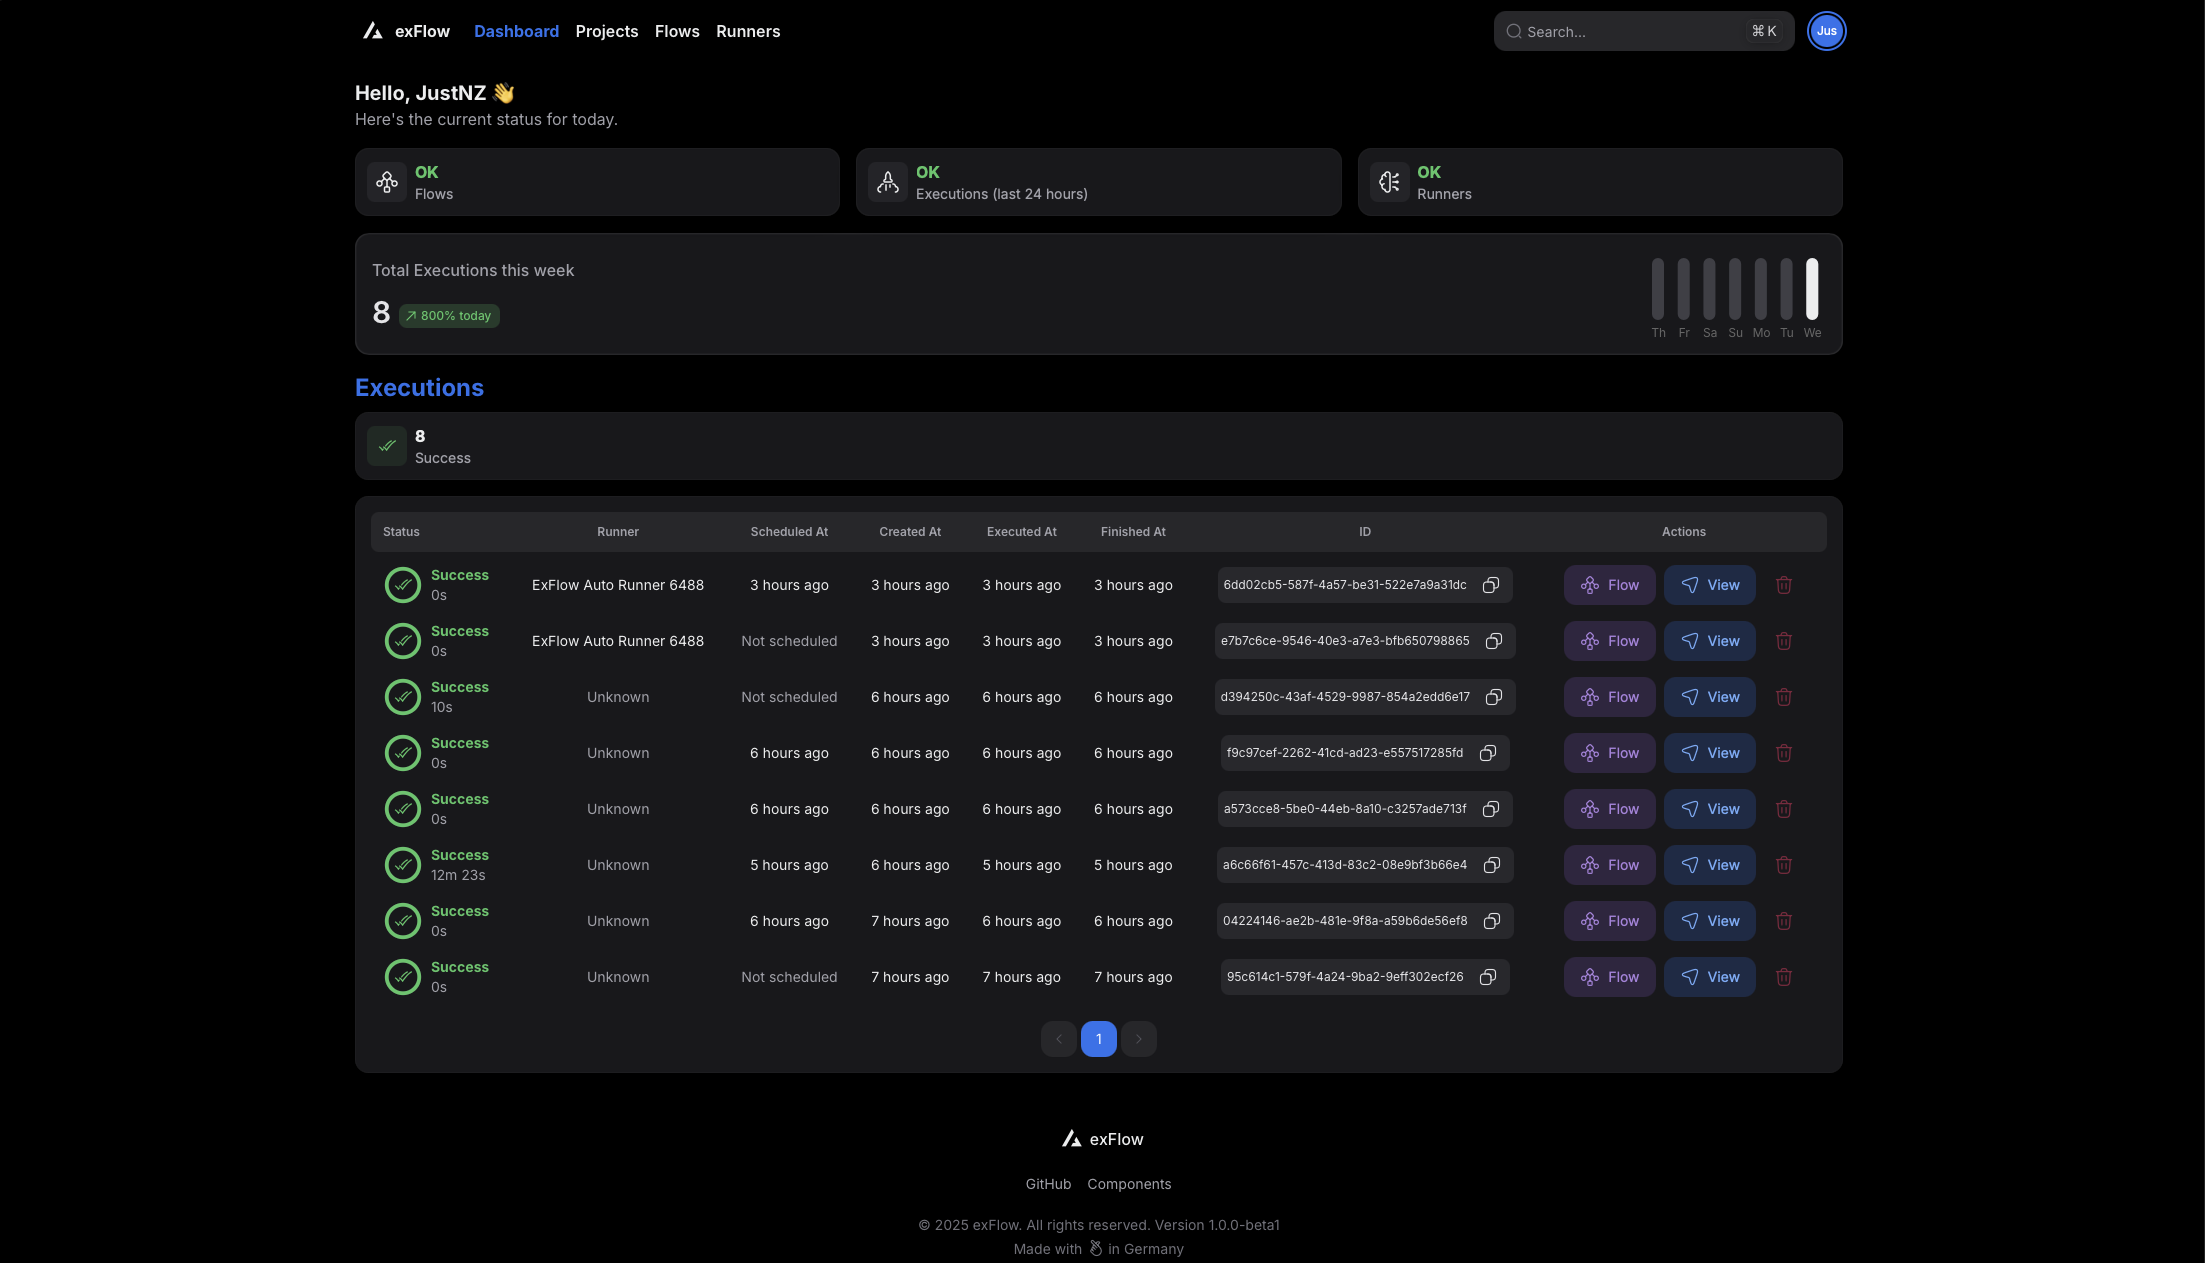 exFlow Dashboard Projects Flows Runners Search... ⌘ K Jus
Hello, JustNZ 👋
Here's the current status for today.
OK
Flows
OK
Executions (last 24 hours)
OK
Runners
Total Executions this week
8 800% today
Th Fr Sa Su Mo Tu We
Executions
8
Success
Status Runner Scheduled At Created At Executed At Finished At ID Actions
Success
0s
ExFlow Auto Runner 6488 3 hours ago 3 hours ago 3 hours ago 3 hours ago 6dd02cb5-587f-4a57-be31-522e7a9a31dc Flow View
Success
0s
ExFlow Auto Runner 6488 Not scheduled 3 hours ago 3 hours ago 3 hours ago e7b7c6ce-9546-40e3-a7e3-bfb650798865 Flow View
Success
10s
Unknown Not scheduled 6 hours ago 6 hours ago 6 hours ago d394250c-43af-4529-9987-854a2edd6e17 Flow View
Success
0s
Unknown 6 hours ago 6 hours ago 6 hours ago 6 hours ago f9c97cef-2262-41cd-ad23-e557517285fd Flow View
Success
0s
Unknown 6 hours ago 6 hours ago 6 hours ago 6 hours ago a573cce8-5be0-44eb-8a10-c3257ade713f Flow View
Success
12m 23s
Unknown 5 hours ago 6 hours ago 5 hours ago 5 hours ago a6c66f61-457c-413d-83c2-08e9bf3b66e4 Flow View
Success
0s
Unknown 6 hours ago 7 hours ago 6 hours ago 6 hours ago 04224146-ae2b-481e-9f8a-a59b6de56ef8 Flow View
Success
0s
Unknown Not scheduled 7 hours ago 7 hours ago 7 hours ago 95c614c1-579f-4a24-9ba2-9eff302ecf26 Flow View
1
exFlow
GitHub Components
© 2025 exFlow. All rights reserved. Version 1.0.0-beta1
Made with in Germany